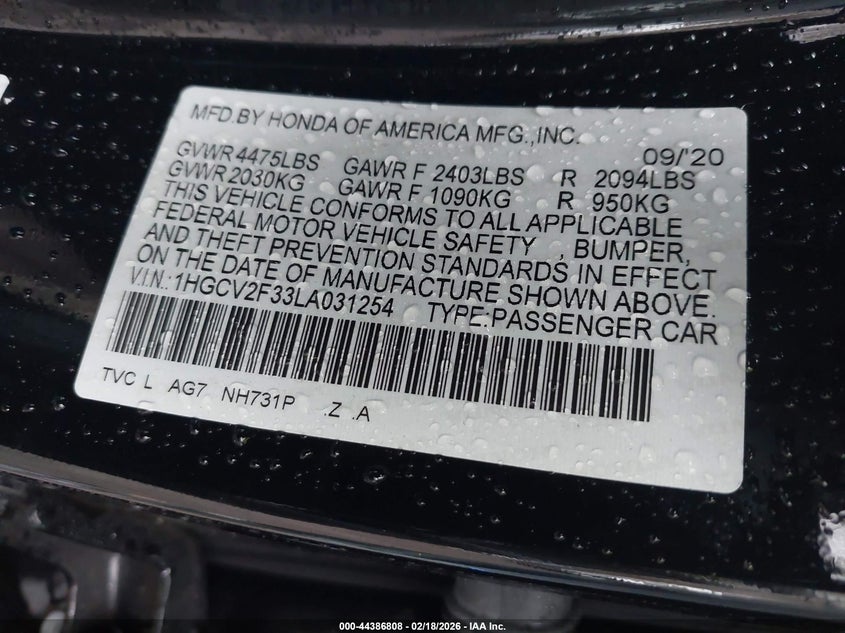 MFD.BY HONDA OF AMERICA MFG.,INC.
09/'20
GVWR 4475LBS GAWR F 2403LBS R 2094LBS
GVWR 2030KG GAWR F 1090KG R 950KG
THIS VEHICLE CONFORMS TO ALL APPLICABLE
FEDERAL MOTOR VEHICLE SAFETY , BUMPER,
AND THEFT PREVENTION STANDARDS IN EFFECT
ON THE DATE OF MANUFACTURE SHOWN ABOVE.
V.I.N.:1HGCV2F33LA031254 TYPE:PASSENGER CAR
TVC L AG7 NH731P .Z .A
000-44386808 - 02/18/2026 - IAA Inc.